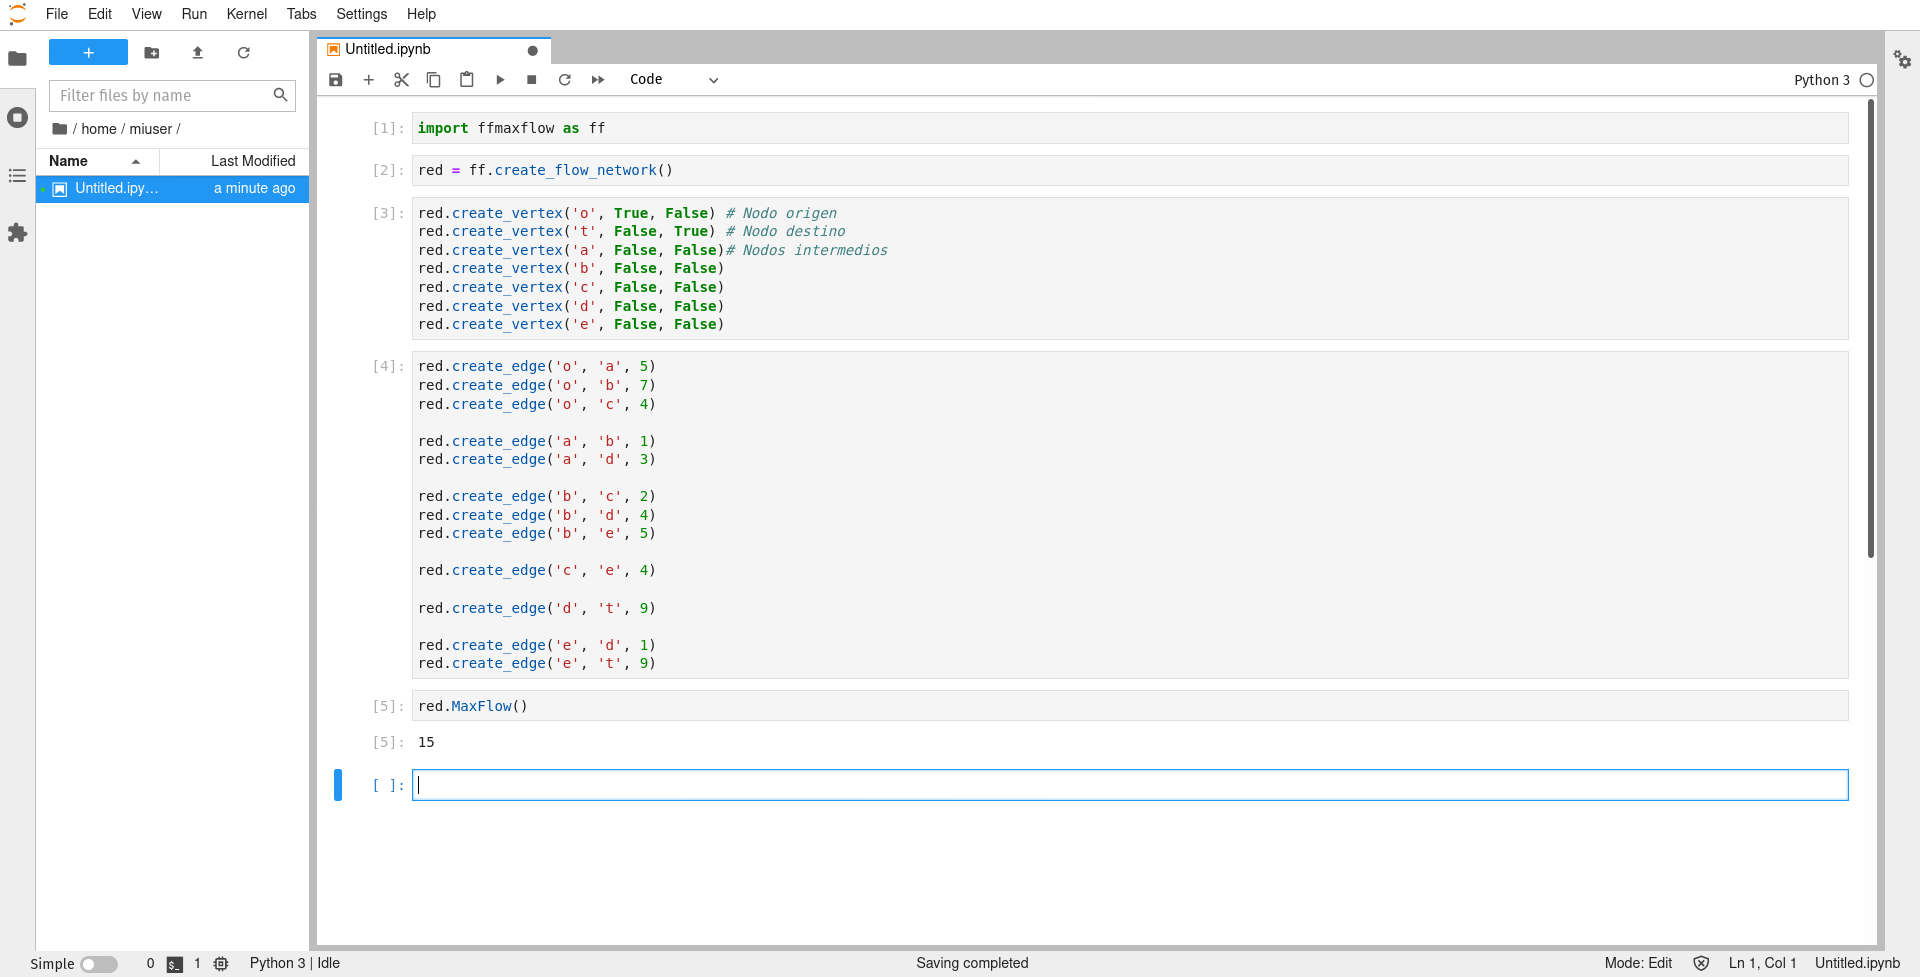 File Edit View Run Kernel Tabs Settings Help
+
Filter files by name
/ home / miuser /
Name Last Modified
Untitled.ipy… a minute ago
Untitled.ipynb
Code
Python 3
[1]: import ffmaxflow as ff
[2]: red = ff.create_flow_network()
[3]: red.create_vertex('o', True, False) # Nodo origen
red.create_vertex('t', False, True) # Nodo destino
red.create_vertex('a', False, False)# Nodos intermedios
red.create_vertex('b', False, False)
red.create_vertex('c', False, False)
red.create_vertex('d', False, False)
red.create_vertex('e', False, False)
[4]: red.create_edge('o', 'a', 5)
red.create_edge('o', 'b', 7)
red.create_edge('o', 'c', 4)
red.create_edge('a', 'b', 1)
red.create_edge('a', 'd', 3)
red.create_edge('b', 'c', 2)
red.create_edge('b', 'd', 4)
red.create_edge('b', 'e', 5)
red.create_edge('c', 'e', 4)
red.create_edge('d', 't', 9)
red.create_edge('e', 'd', 1)
red.create_edge('e', 't', 9)
[5]: red.MaxFlow()
[5]: 15
[ ]:
Simple 0 $_ 1 Python 3 | Idle Saving completed Mode: Edit Ln 1, Col 1 Untitled.ipynb